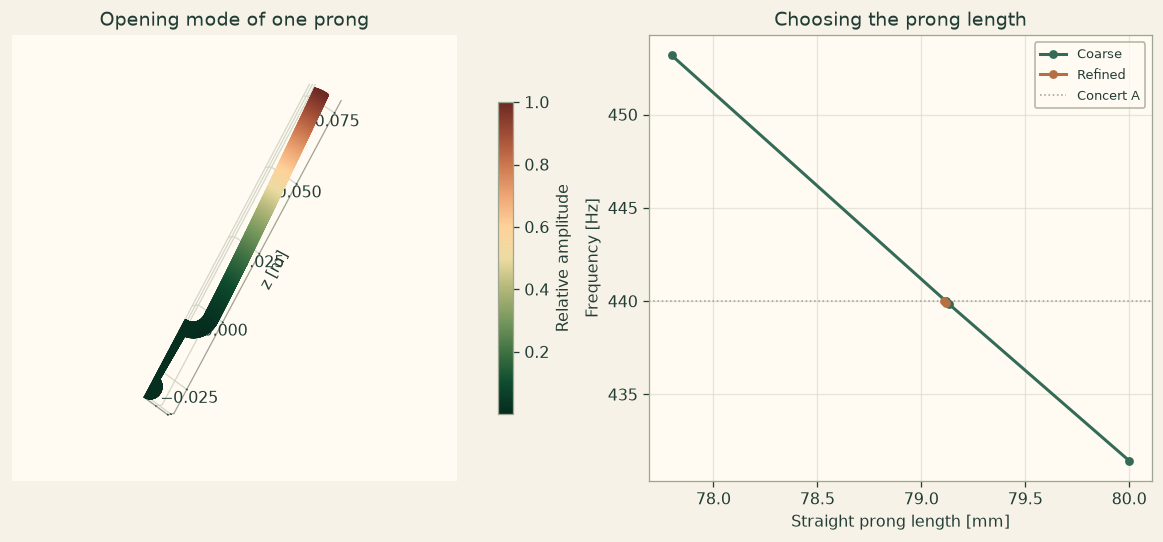 Opening mode of one prong
0.075
0.050
0.025
z [m]
0.000
−0.025
1.0
0.8
0.6
0.4
0.2
Relative amplitude
Choosing the prong length
Coarse
Refined
Concert A
450
445
440
435
Frequency [Hz]
78.0 78.5 79.0 79.5 80.0
Straight prong length [mm]